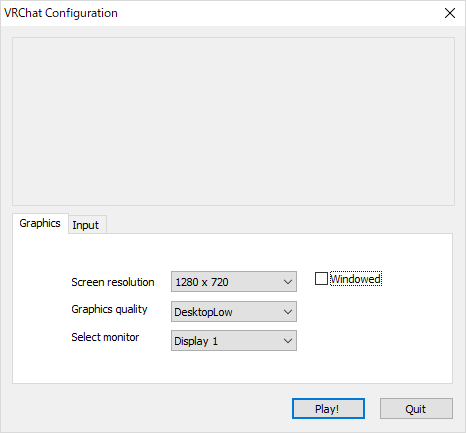 VRChat Configuration
Graphics
Input
Screen resolution
1280 x 720
Windowed
Graphics quality
DesktopLow
Select monitor
Display 1
Play!
Quit